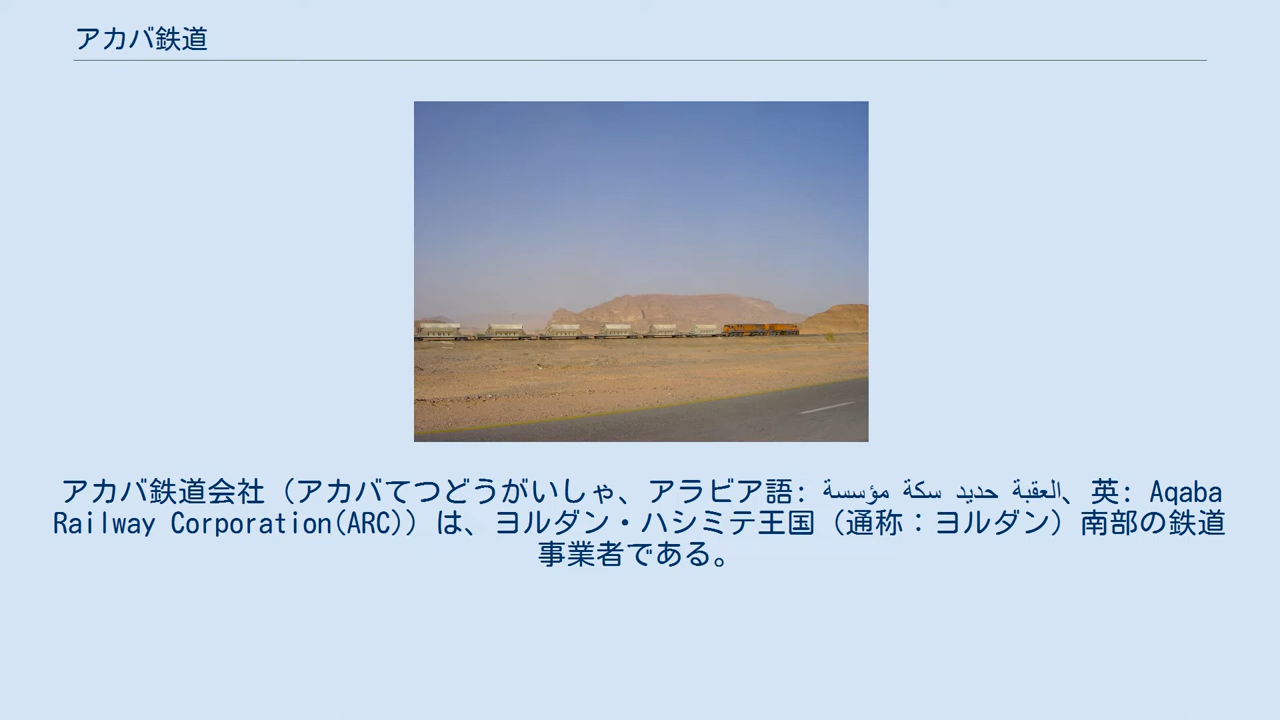 アカバ鉄道
アカバ鉄道会社（アカバてつどうがいしゃ、アラビア語: مؤسسة سكة حديد العقبة、英: Aqaba
Railway Corporation(ARC)）は、ヨルダン・ハシミテ王国（通称：ヨルダン）南部の鉄道
事業者である。